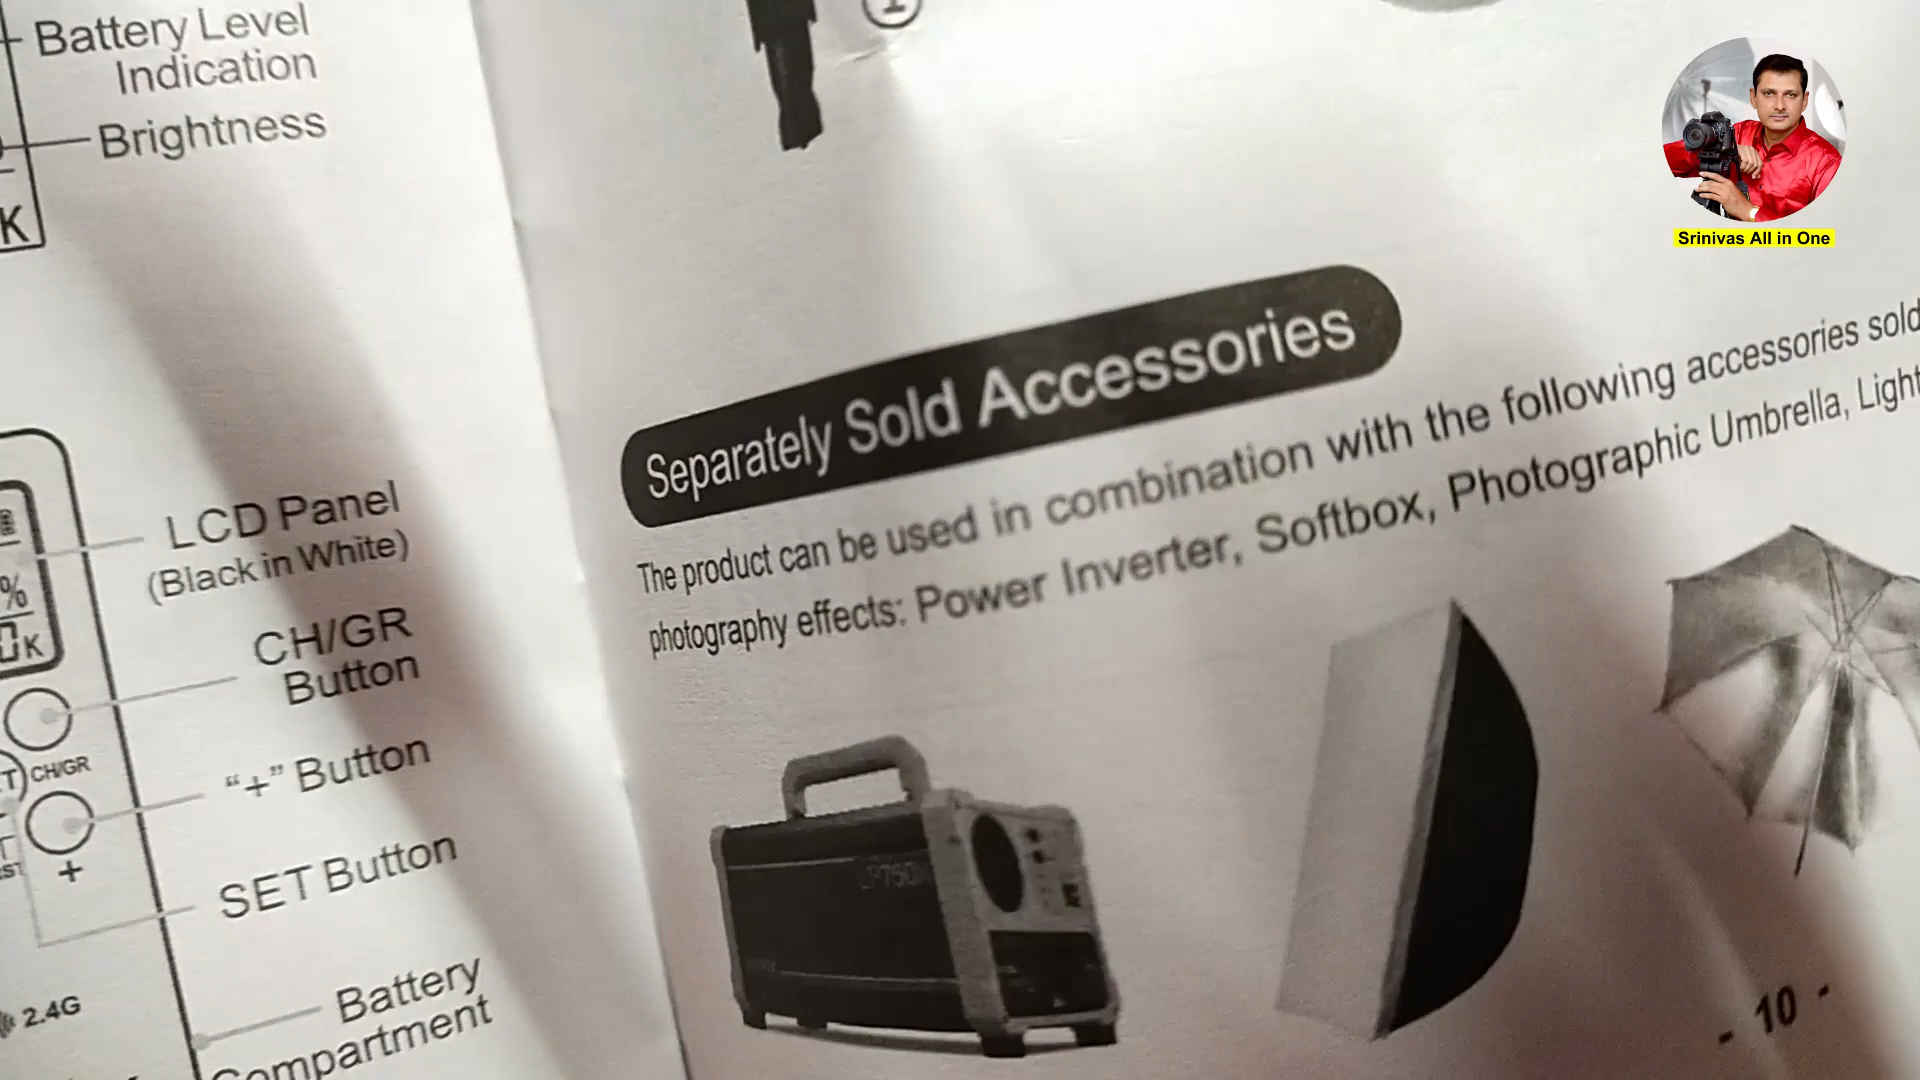 Battery Level
Indication
Brightness
K
LCD Panel
(Black in White)
%
K
CH/GR
Button
CH/GR
"+" Button
+
SET Button
2.4G
Battery
Compartment
1
Separately Sold Accessories
The product can be used in combination with the following accessories sold
photography effects: Power Inverter, Softbox, Photographic Umbrella, Light
- 10 -
Srinivas All in One